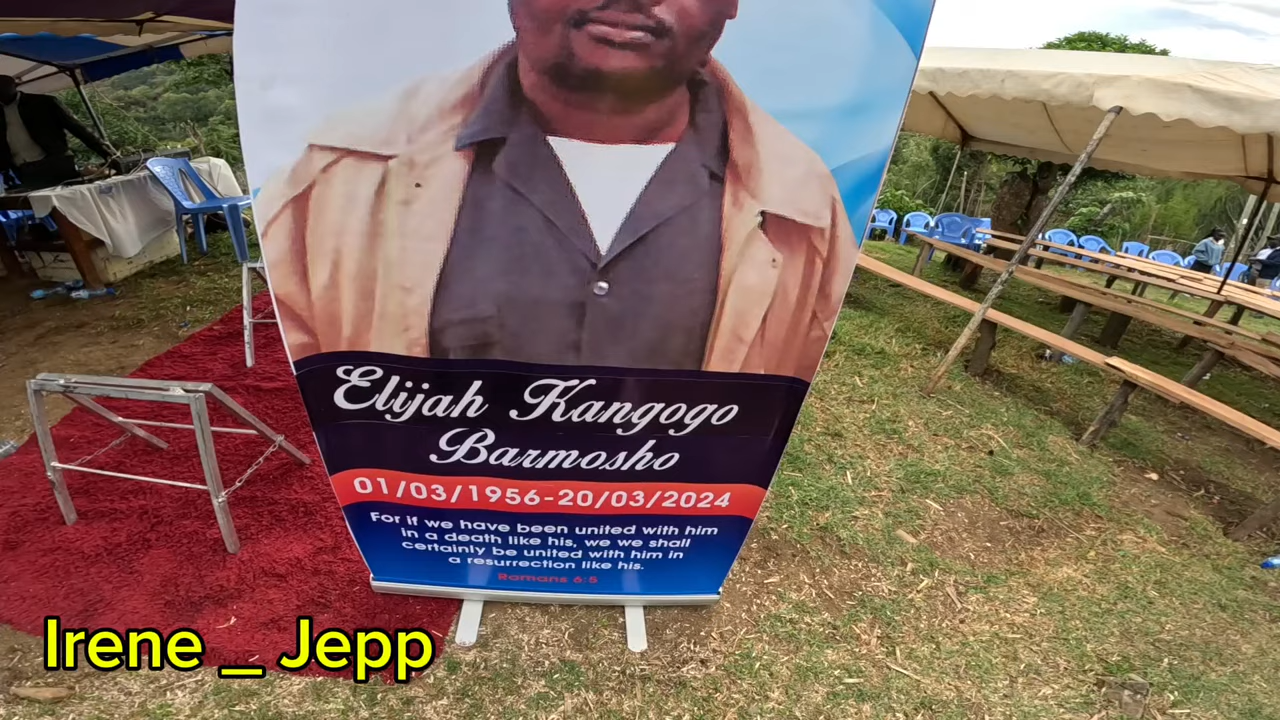 Elijah Kangogo
Barmosho
01/03/1956-20/03/2024
For if we have been united with him
in a death like his, we we shall
certainly be united with him in
a resurrection like his.
Romans 6:5
Irene _ Jepp